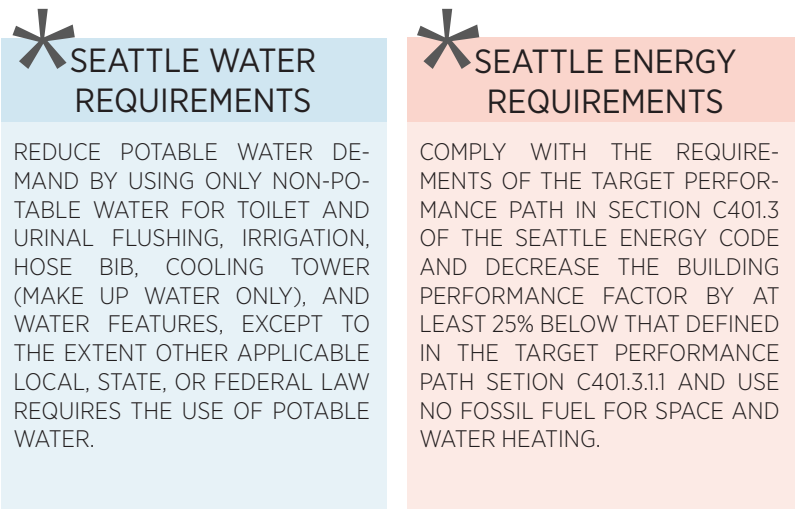 SEATTLE WATER
REQUIREMENTS
REDUCE POTABLE WATER DE-
MAND BY USING ONLY NON-PO-
TABLE WATER FOR TOILET AND
URINAL FLUSHING, IRRIGATION,
HOSE BIB, COOLING TOWER
(MAKE UP WATER ONLY), AND
WATER FEATURES, EXCEPT TO
THE EXTENT OTHER APPLICABLE
LOCAL, STATE, OR FEDERAL LAW
REQUIRES THE USE OF POTABLE
WATER.
SEATTLE ENERGY
REQUIREMENTS
COMPLY WITH THE REQUIRE-
MENTS OF THE TARGET PERFOR-
MANCE PATH IN SECTION C401.3
OF THE SEATTLE ENERGY CODE
AND DECREASE THE BUILDING
PERFORMANCE FACTOR BY AT
LEAST 25% BELOW THAT DEFINED
IN THE TARGET PERFORMANCE
PATH SETION C401.3.1.1 AND USE
NO FOSSIL FUEL FOR SPACE AND
WATER HEATING.